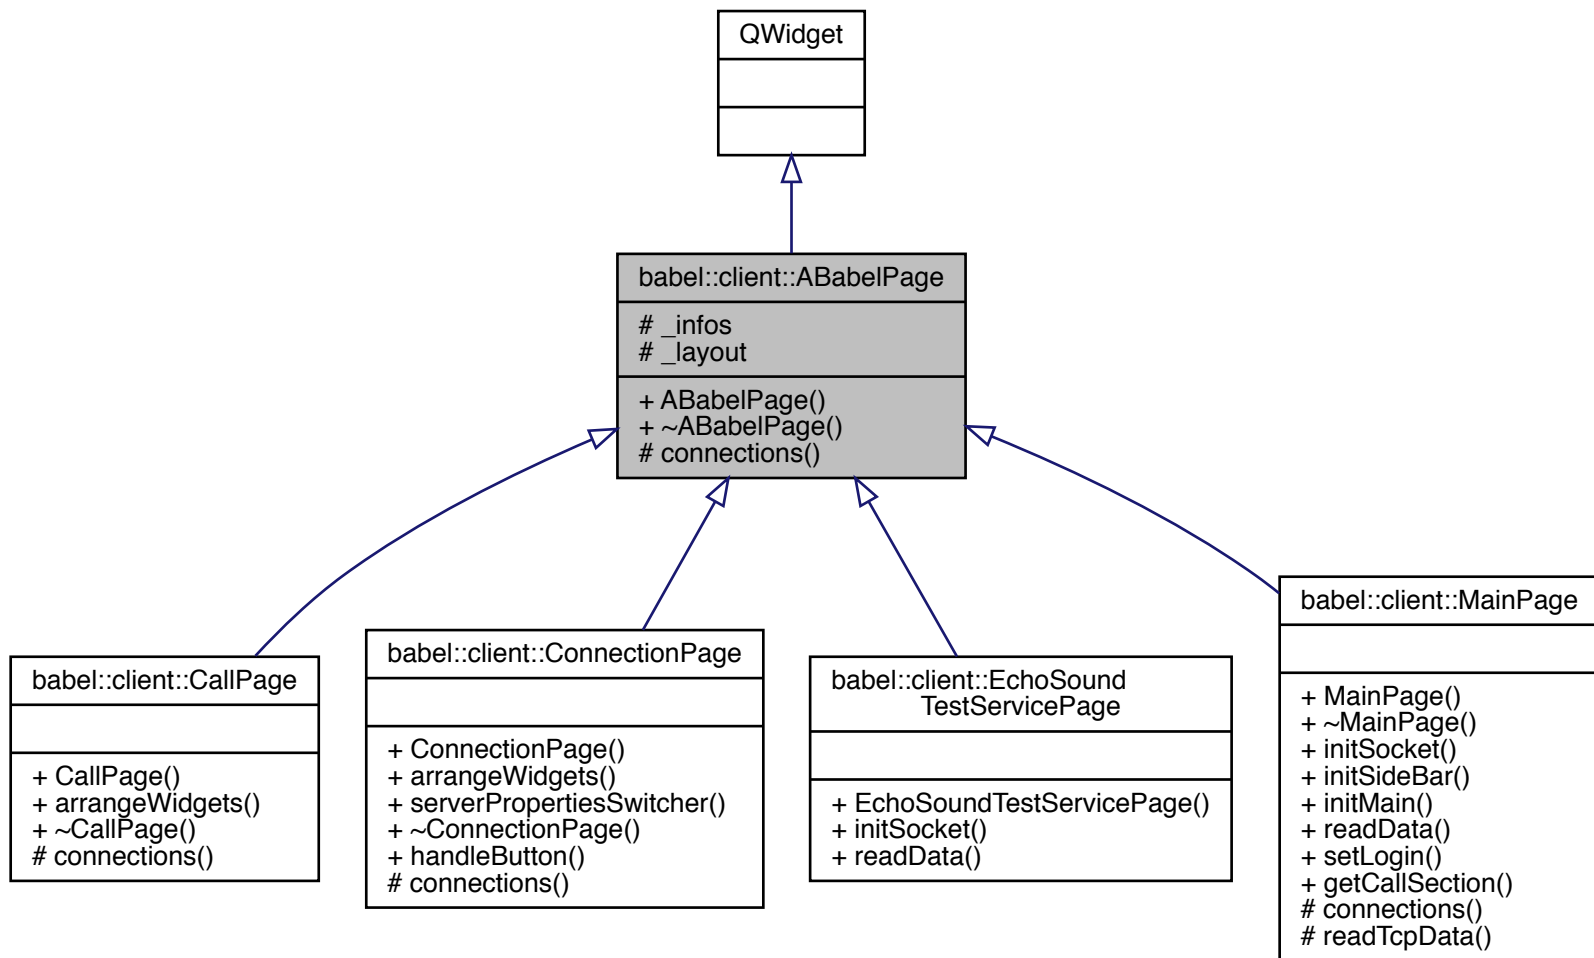 QWidget
babel::client::ABabelPage
# _infos
# _layout
+ ABabelPage()
+ ~ABabelPage()
# connections()
babel::client::CallPage
+ CallPage()
+ arrangeWidgets()
+ ~CallPage()
# connections()
babel::client::ConnectionPage
+ ConnectionPage()
+ arrangeWidgets()
+ serverPropertiesSwitcher()
+ ~ConnectionPage()
+ handleButton()
# connections()
babel::client::EchoSound
TestServicePage
+ EchoSoundTestServicePage()
+ initSocket()
+ readData()
babel::client::MainPage
+ MainPage()
+ ~MainPage()
+ initSocket()
+ initSideBar()
+ initMain()
+ readData()
+ setLogin()
+ getCallSection()
# connections()
# readTcpData()